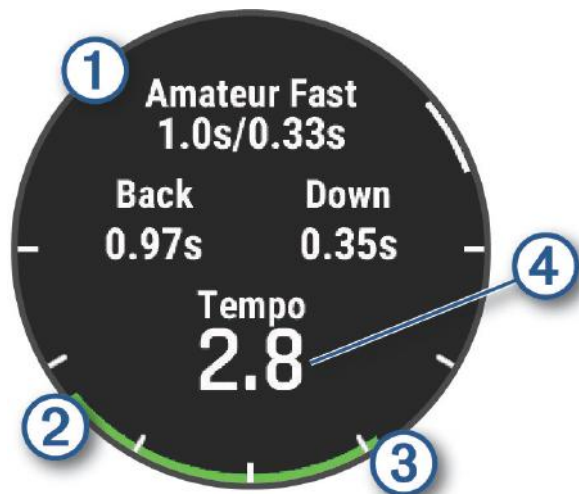 1
Amateur Fast
1.0s/0.33s
Back Down
0.97s 0.35s
4
Tempo
2.8
2
3